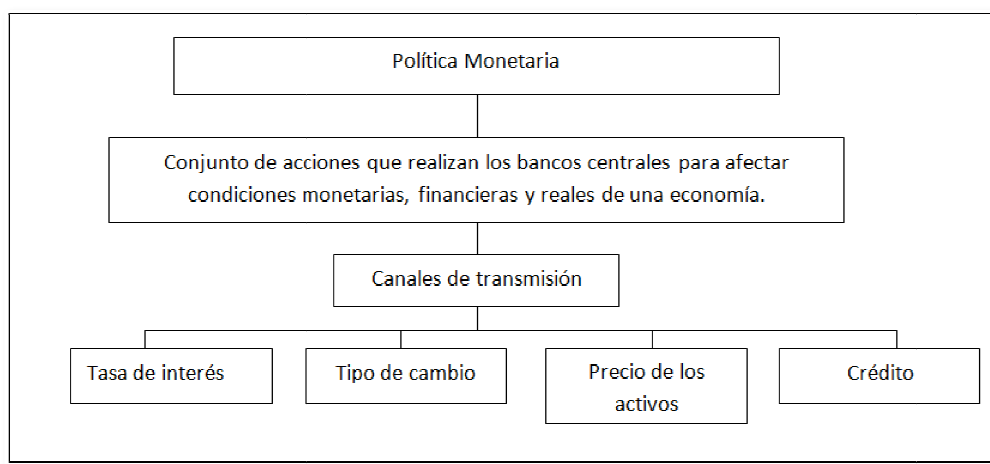 Política Monetaria
Conjunto de acciones que realizan los bancos centrales para afectar
condiciones monetarias, financieras y reales de una economía.
Canales de transmisión
Tasa de interés
Tipo de cambio
Precio de los
activos
Crédito